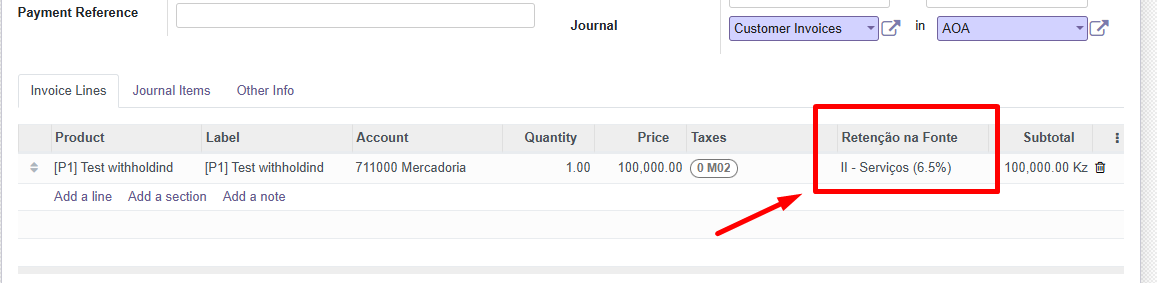 Payment Reference
Journal
Customer Invoices in AOA
Invoice Lines Journal Items Other Info
Product Label Account Quantity Price Taxes Retenção na Fonte Subtotal
[P1] Test withholdind [P1] Test withholdind 711000 Mercadoria 1.00 100,000.00 0 M02 II - Serviços (6.5%) 100,000.00 Kz
Add a line Add a section Add a note